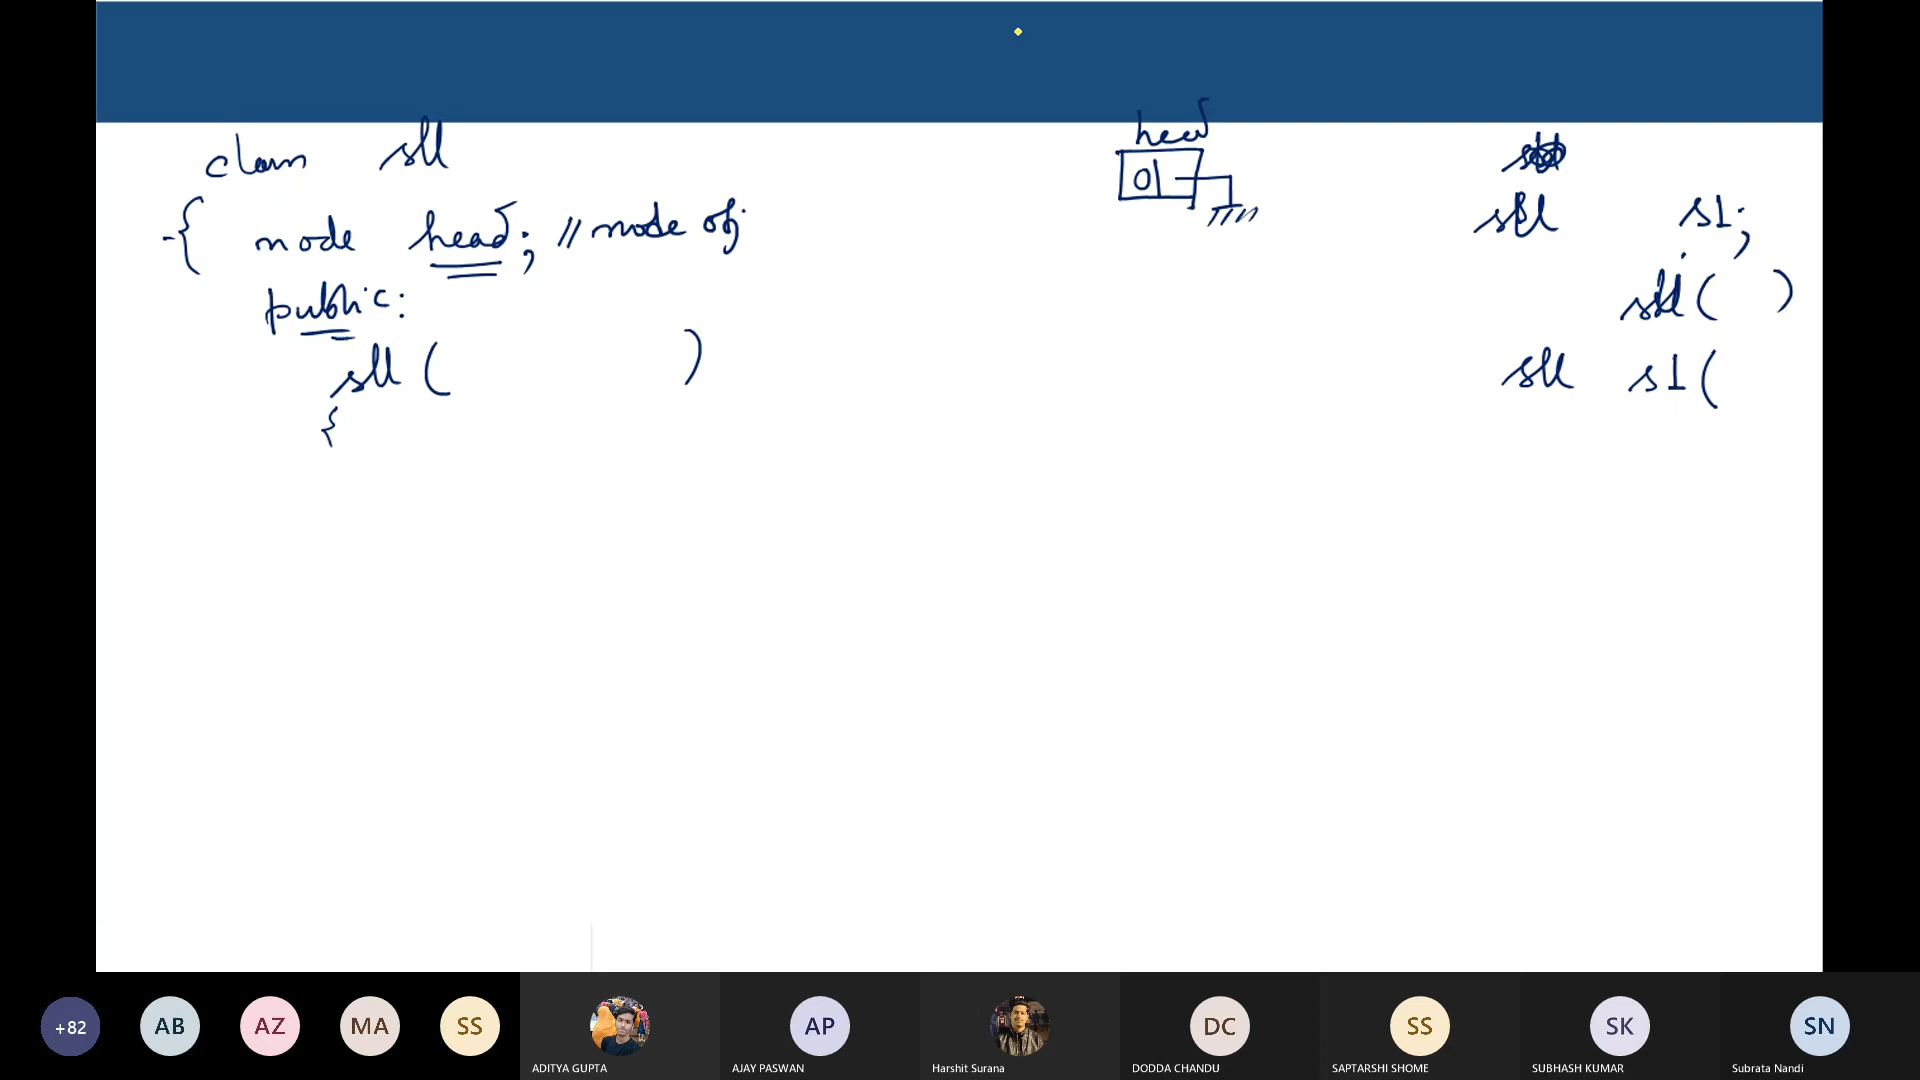 class sll
{ node head; // node obj
public:
sll ( )
{
head
0
sll s1;
sll ( )
sll s1 (
+82
AB
AZ
MA
SS
AP
DC
SS
SK
SN
ADITYA GUPTA
AJAY PASWAN
Harshit Surana
DODDA CHANDU
SAPTARSHI SHOME
SUBHASH KUMAR
Subrata Nandi